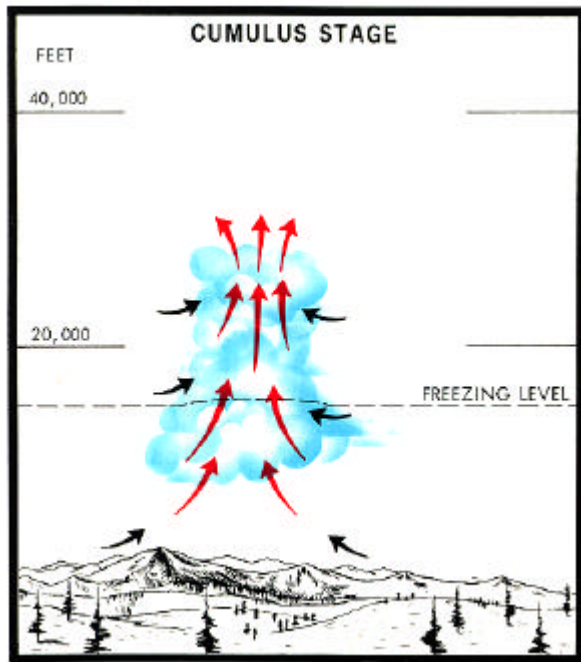 CUMULUS STAGE
FEET
40,000
20,000
FREEZING LEVEL